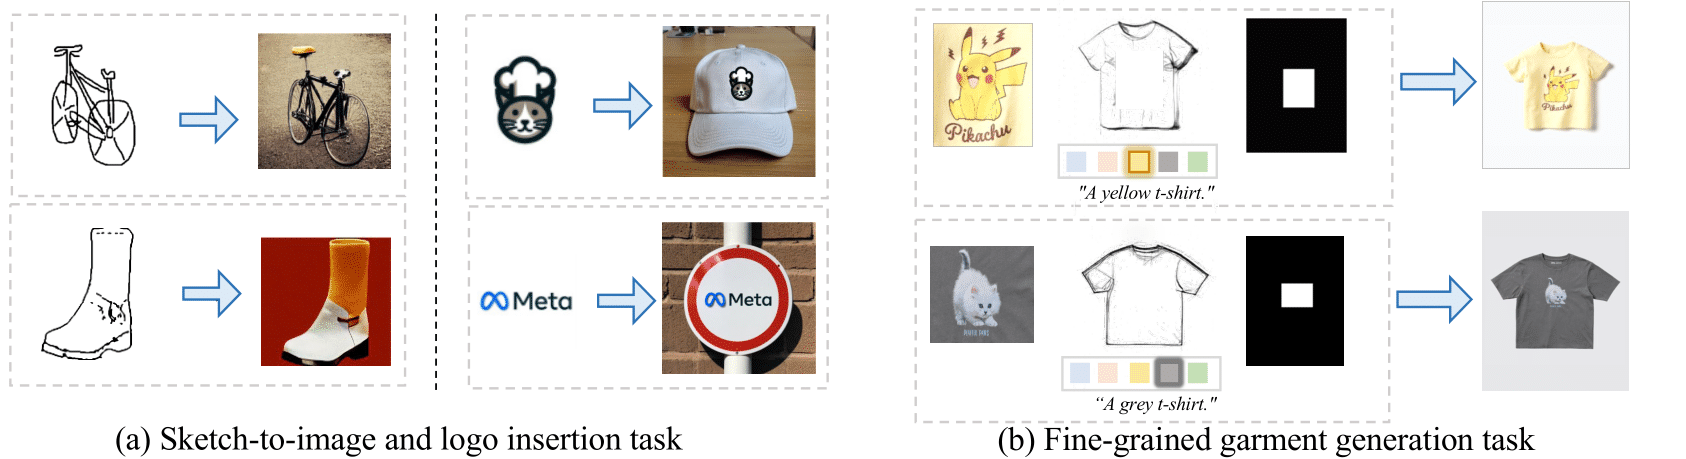 Meta
Meta
(a) Sketch-to-image and logo insertion task
Pikachu
"A yellow t-shirt."
Pikachu
“A grey t-shirt."
(b) Fine-grained garment generation task